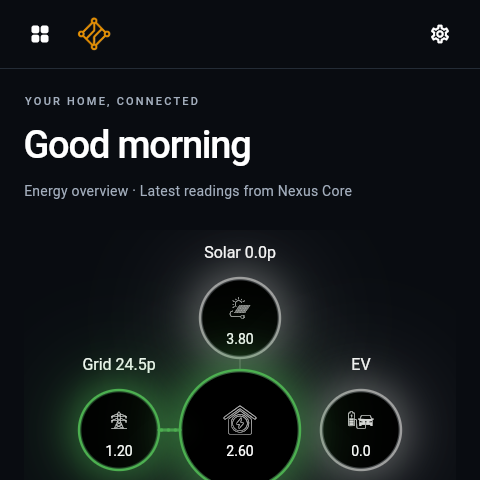 YOUR HOME, CONNECTED
Good morning
Energy overview · Latest readings from Nexus Core
Solar 0.0p
3.80
Grid 24.5p
EV
1.20
2.60
0.0